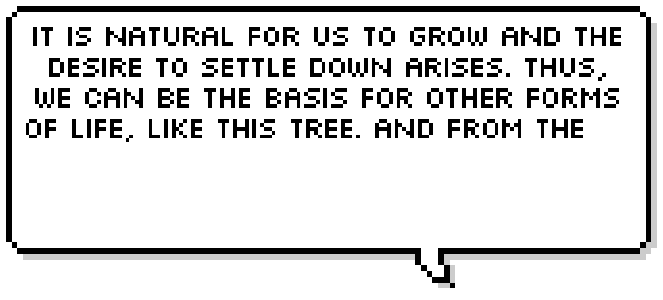 IT IS NATURAL FOR US TO GROW AND THE
DESIRE TO SETTLE DOWN ARISES. THUS,
WE CAN BE THE BASIS FOR OTHER FORMS
OF LIFE, LIKE THIS TREE. AND FROM THE